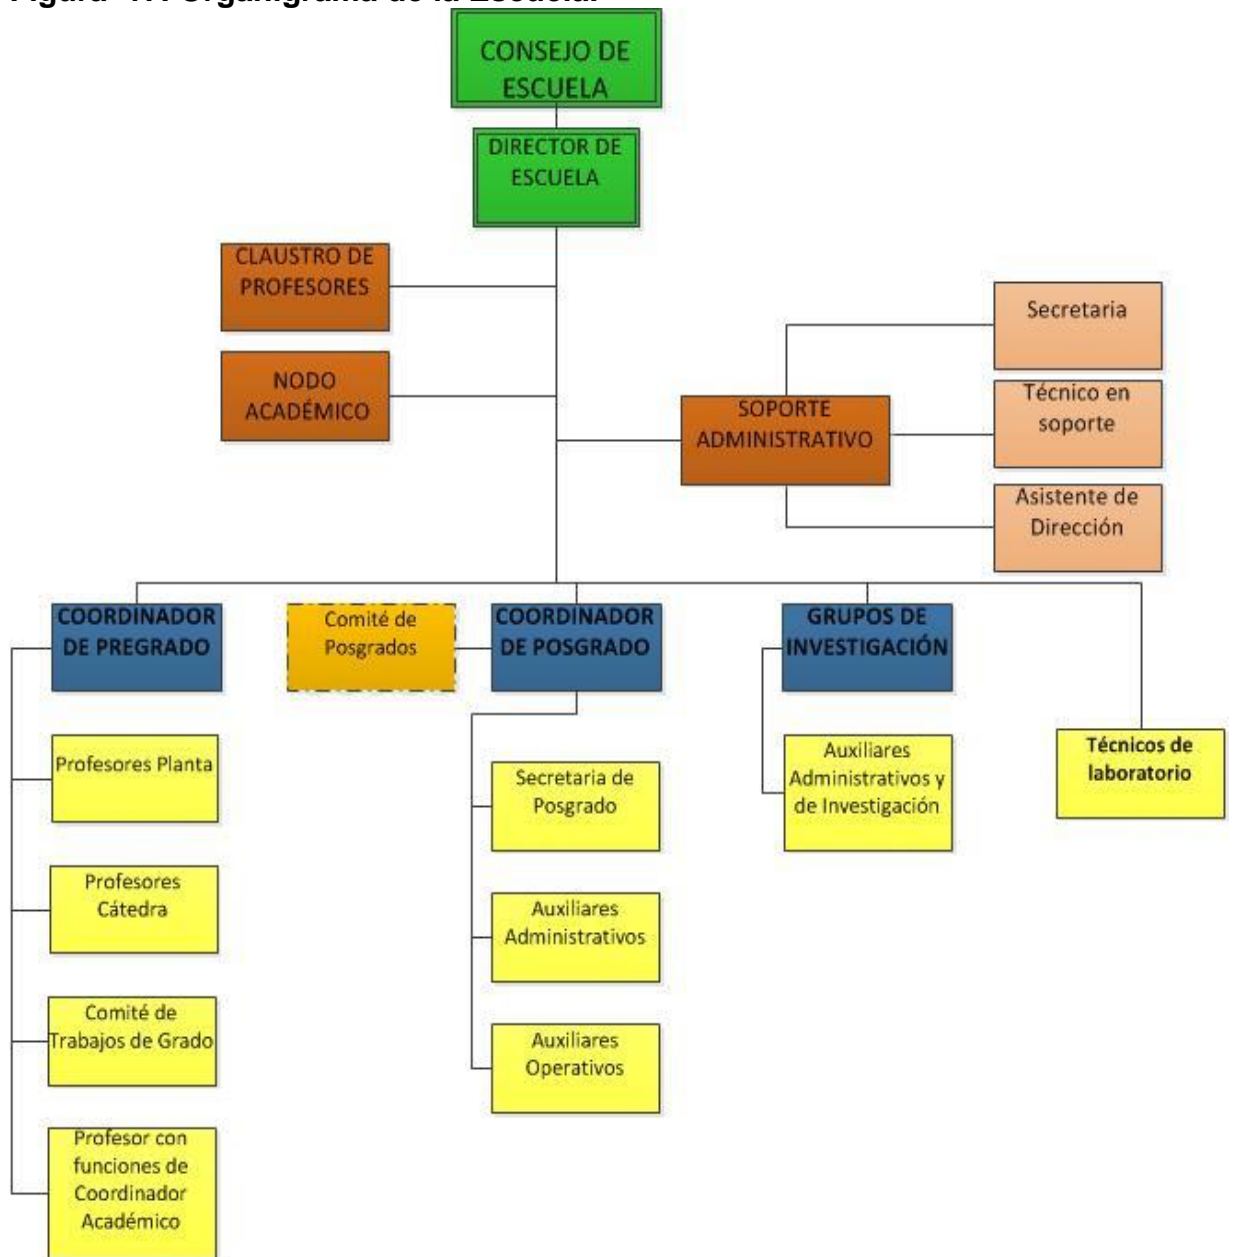 CONSEJO DE
ESCUELA
DIRECTOR DE
ESCUELA
CLAUSTRO DE
PROFESORES
NODO
ACADÉMICO
SOPORTE
ADMINISTRATIVO
Secretaria
Técnico en
soporte
Asistente de
Dirección
COORDINADOR
DE PREGRADO
Comité de
Posgrados
COORDINADOR
DE POSGRADO
GRUPOS DE
INVESTIGACIÓN
Profesores Planta
Profesores
Cátedra
Comité de
Trabajos de Grado
Profesor con
funciones de
Coordinador
Académico
Secretaria de
Posgrado
Auxiliares
Administrativos
Auxiliares
Operativos
Auxiliares
Administrativos y
de Investigación
Técnicos de
laboratorio